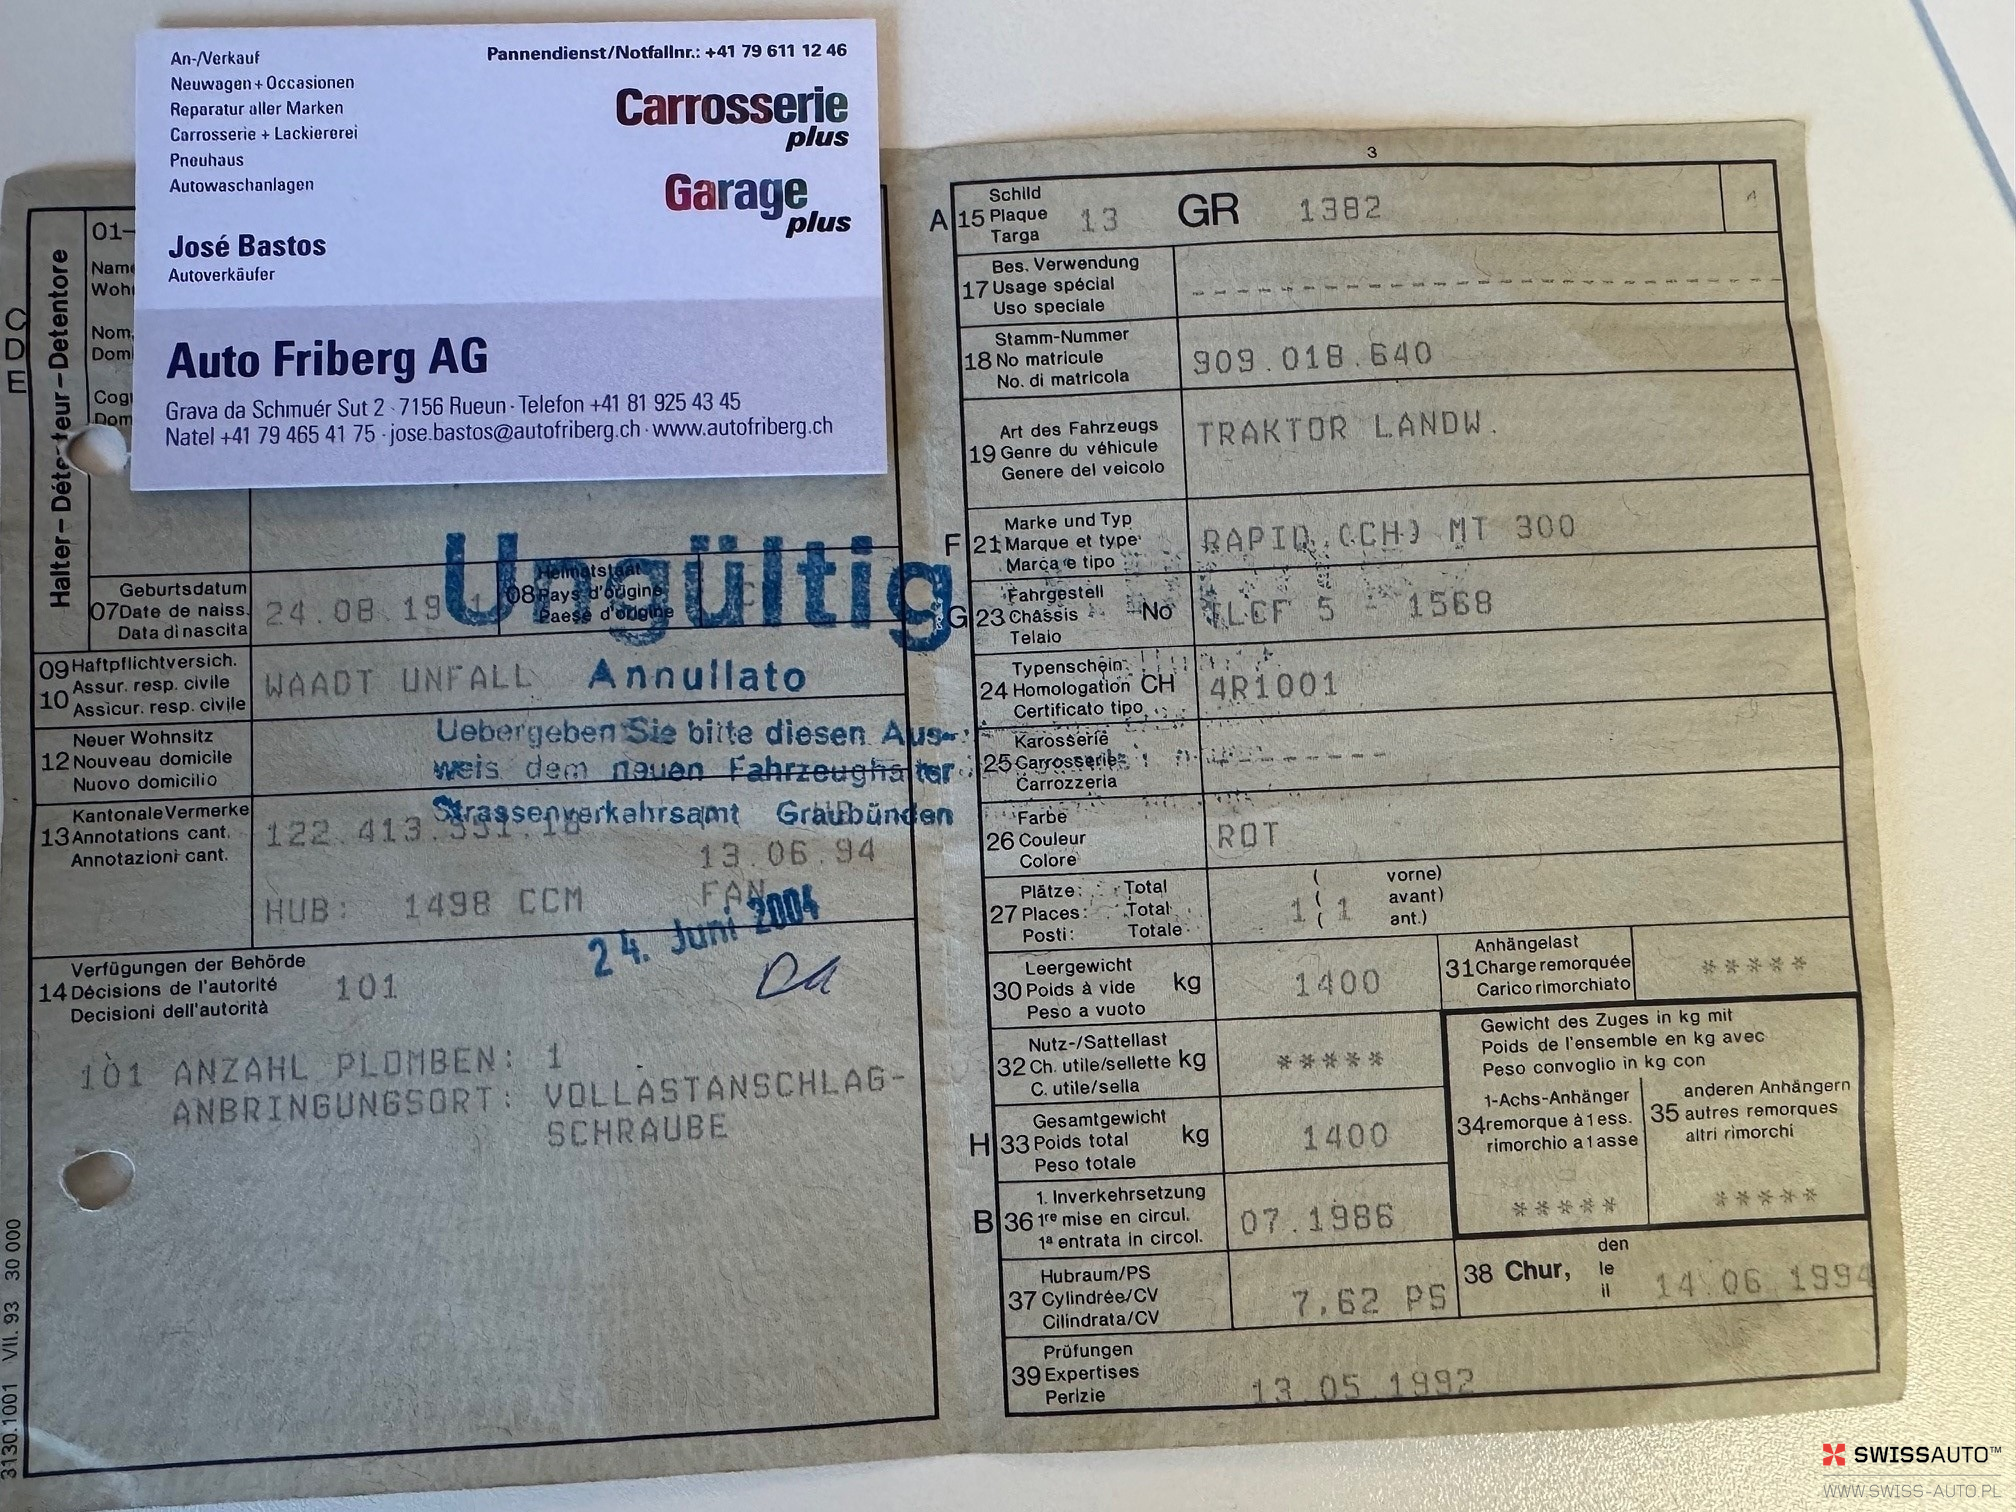 An-/Verkauf
Neuwagen + Occasionen
Reparatur aller Marken
Carrosserie + Lackiererei
Pneuhaus
Autowaschanlagen
Pannendienst/Notfallnr.: +41 79 611 12 46
Carrosserie
plus
Garage
plus
José Bastos
Autoverkäufer
Auto Friberg AG
Grava da Schmuér Sut 2 · 7156 Rueun · Telefon +41 81 925 43 45
Natel +41 79 465 41 75 · jose.bastos@autofriberg.ch · www.autofriberg.ch
C
D
E
Halter – Détenteur – Detentore
01–
Name
Nom,
Geburtsdatum
07 Date de naiss.
Data di nascita
24.08.19
Heimatstaat
08 Pays d'origine
Paese d'origine
Ungültig
09 Haftpflichtversich.
Assur. resp. civile
10 Assicur. resp. civile
WAADT UNFALL
Annullato
Neuer Wohnsitz
12 Nouveau domicile
Nuovo domicilio
Uebergeben Sie bitte diesen Aus-
weis dem neuen Fahrzeughalter
Strassenverkehrsamt Graubünden
Kantonale Vermerke
13 Annotations cant.
Annotazioni cant.
122.413.551.18
13.06.94
HUB: 1498 CCM
FAN
24. Juni 2004
Verfügungen der Behörde
14 Décisions de l'autorité
Decisioni dell'autorità
101
101 ANZAHL PLOMBEN: 1
ANBRINGUNGSORT: VOLLASTANSCHLAG-
SCHRAUBE
3130.1001 VII. 93 30 000
3
A
Schild
15 Plaque
Targa
13 GR 1382
Bes. Verwendung
17 Usage spécial
Uso speciale
Stamm-Nummer
18 No matricule
No. di matricola
909.018.640
Art des Fahrzeugs
19 Genre du véhicule
Genere del veicolo
TRAKTOR LANDW.
F
Marke und Typ
21 Marque et type
Marca e tipo
RAPID (CH) MT 300
G
Fahrgestell
23 Châssis No
Telaio
5 - 1568
Typenschein
24 Homologation CH
Certificato tipo
4R1001
Karosserie
25 Carrosserie
Carrozzeria
Farbe
26 Couleur
Colore
ROT
Plätze: Total
27 Places: Total
Posti: Totale
1 ( 1
vorne)
avant)
ant.)
Leergewicht
30 Poids à vide kg
Peso a vuoto
1400
Anhängelast
31 Charge remorquée
Carico rimorchiato
*****
Nutz-/Sattellast
32 Ch. utile/sellette kg
C. utile/sella
*****
Gewicht des Zuges in kg mit
Poids de l'ensemble en kg avec
Peso convoglio in kg con
1-Achs-Anhänger
34 remorque à 1 ess.
rimorchio a 1 asse
*****
anderen Anhängern
35 autres remorques
altri rimorchi
*****
H
Gesamtgewicht
33 Poids total kg
Peso totale
1400
B
1. Inverkehrsetzung
36 1re mise en circul.
1a entrata in circol.
07.1986
Hubraum/PS
37 Cylindrée/CV
Cilindrata/CV
7,62 PS
38 Chur,
den
le
il
14.06.1994
Prüfungen
39 Expertises
Perizie
13.05.1992
SWISSAUTO™
WWW.SWISS-AUTO.PL